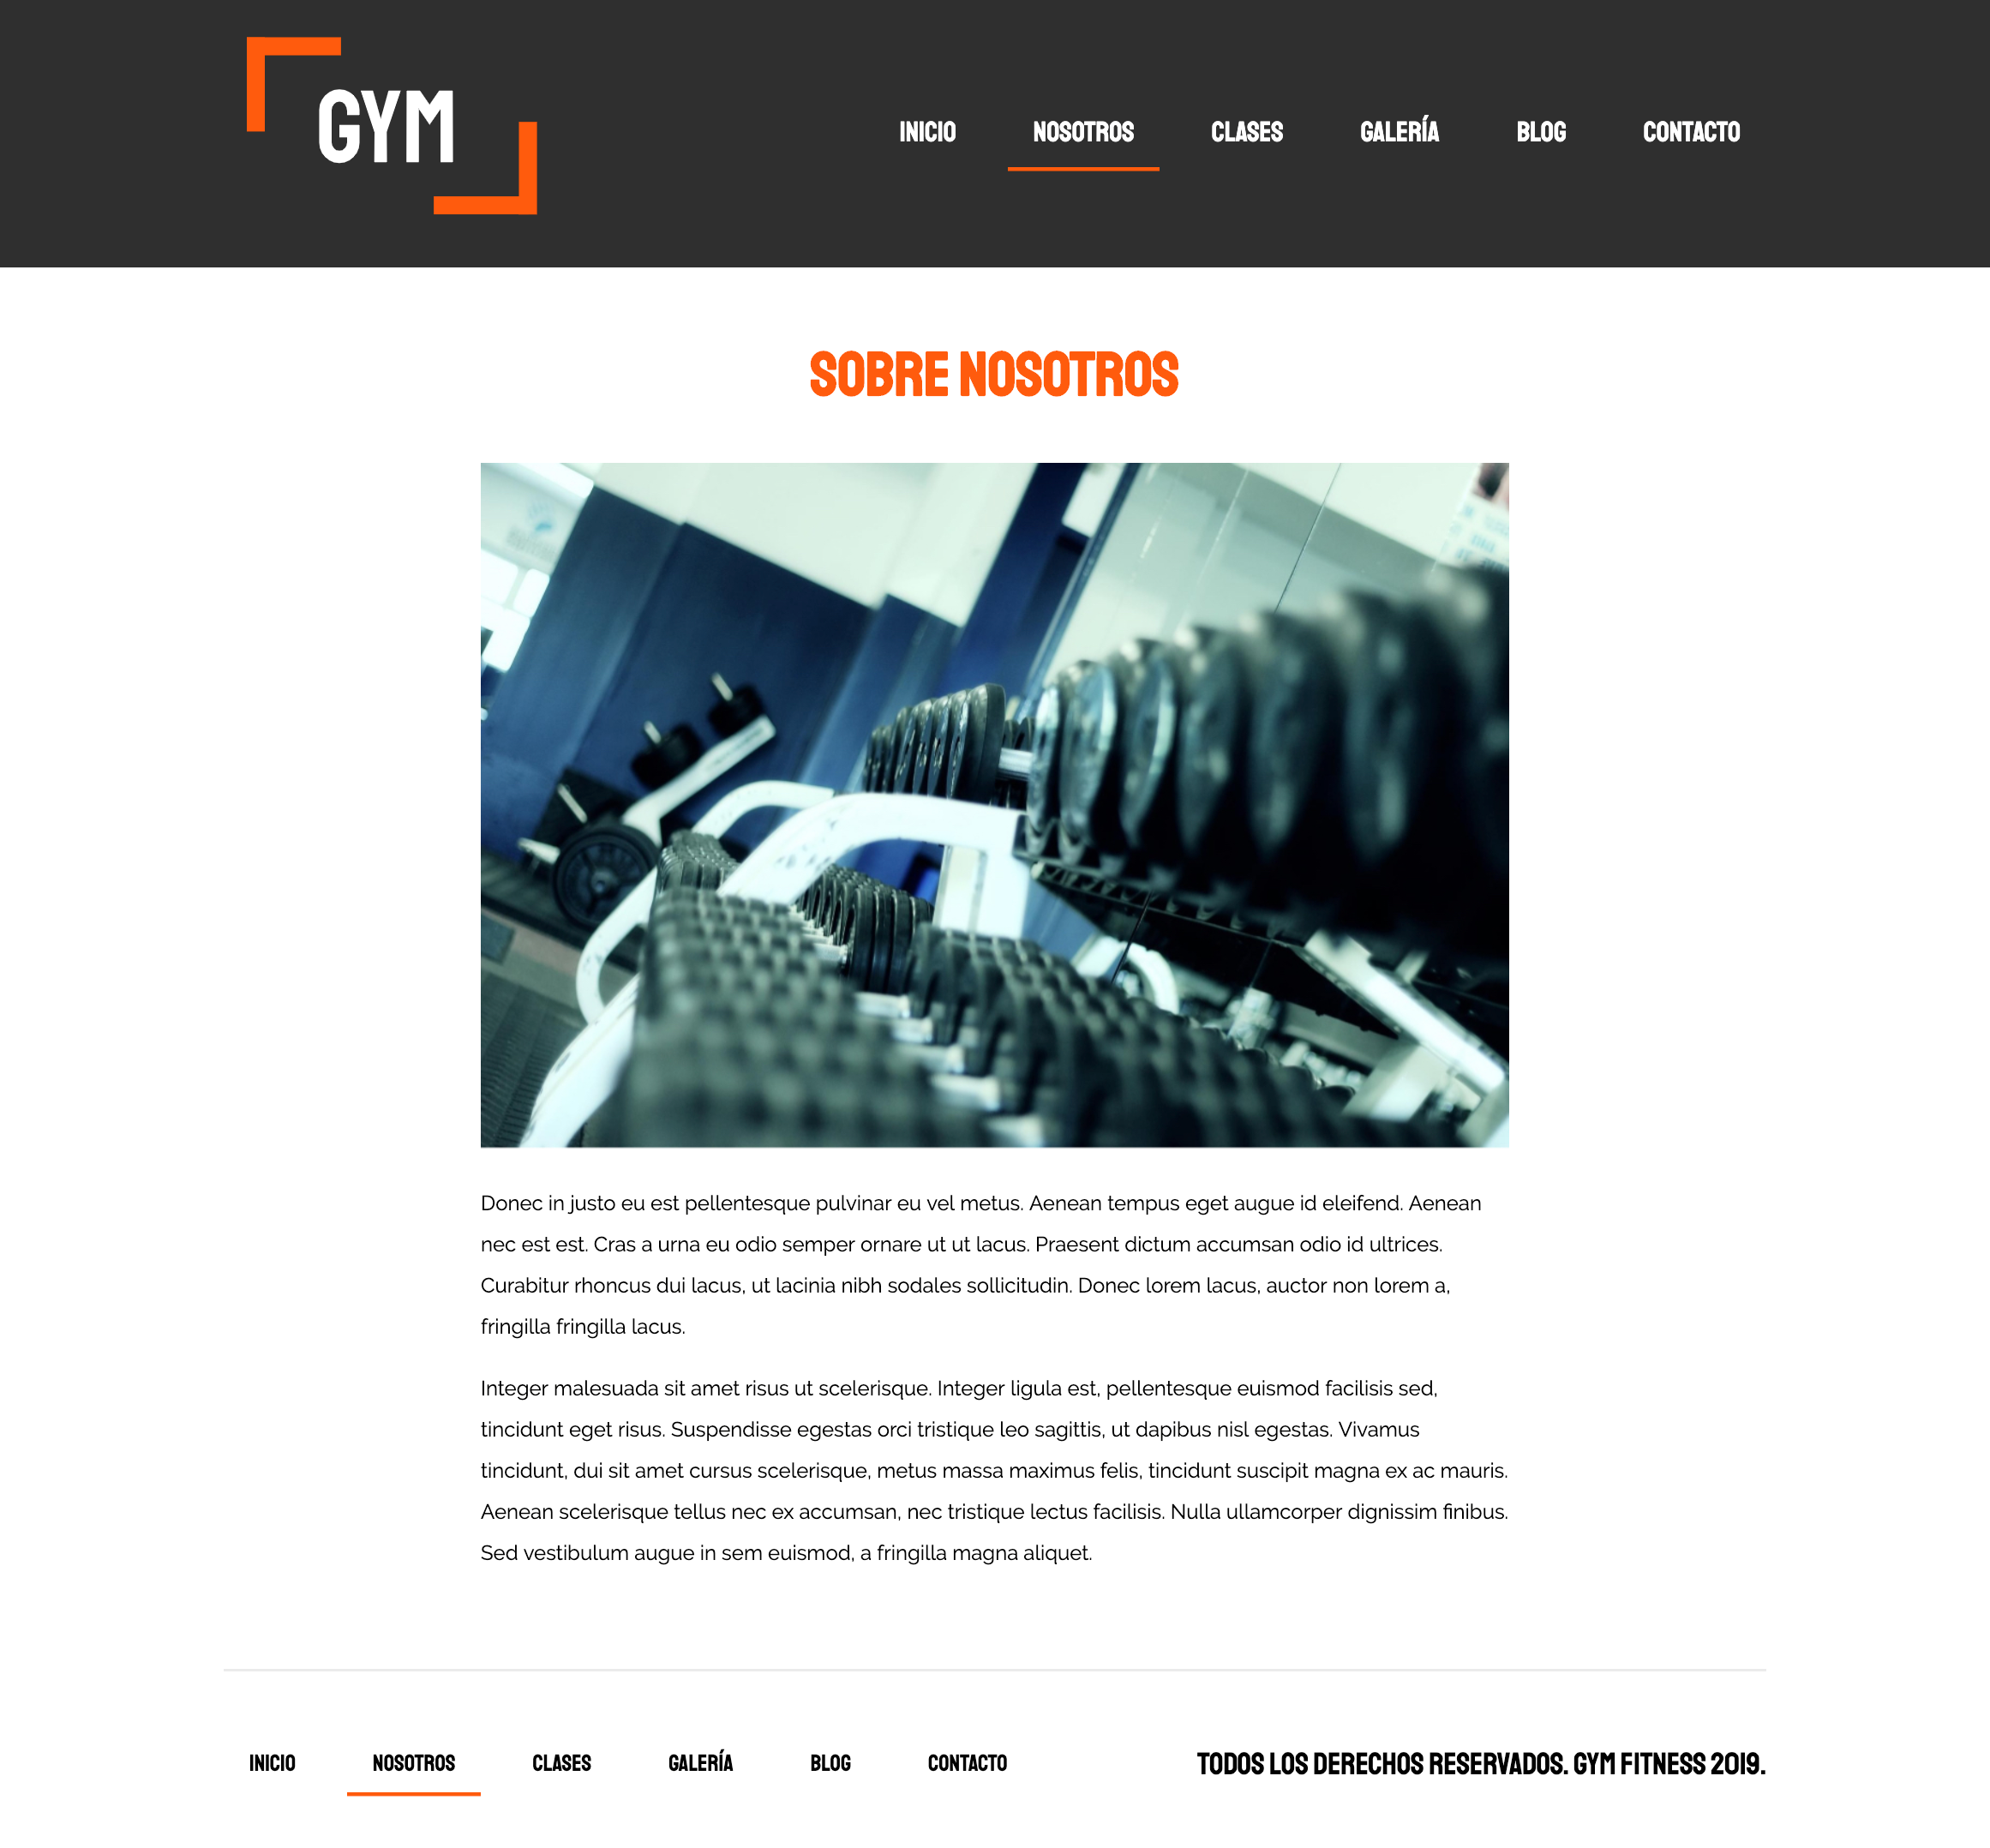 GYM
INICIO NOSOTROS CLASES GALERÍA BLOG CONTACTO
SOBRE NOSOTROS
Donec in justo eu est pellentesque pulvinar eu vel metus. Aenean tempus eget augue id eleifend. Aenean
nec est est. Cras a urna eu odio semper ornare ut ut lacus. Praesent dictum accumsan odio id ultrices.
Curabitur rhoncus dui lacus, ut lacinia nibh sodales sollicitudin. Donec lorem lacus, auctor non lorem a,
fringilla fringilla lacus.
Integer malesuada sit amet risus ut scelerisque. Integer ligula est, pellentesque euismod facilisis sed,
tincidunt eget risus. Suspendisse egestas orci tristique leo sagittis, ut dapibus nisl egestas. Vivamus
tincidunt, dui sit amet cursus scelerisque, metus massa maximus felis, tincidunt suscipit magna ex ac mauris.
Aenean scelerisque tellus nec ex accumsan, nec tristique lectus facilisis. Nulla ullamcorper dignissim finibus.
Sed vestibulum augue in sem euismod, a fringilla magna aliquet.
INICIO NOSOTROS CLASES GALERÍA BLOG CONTACTO
TODOS LOS DERECHOS RESERVADOS. GYM FITNESS 2019.